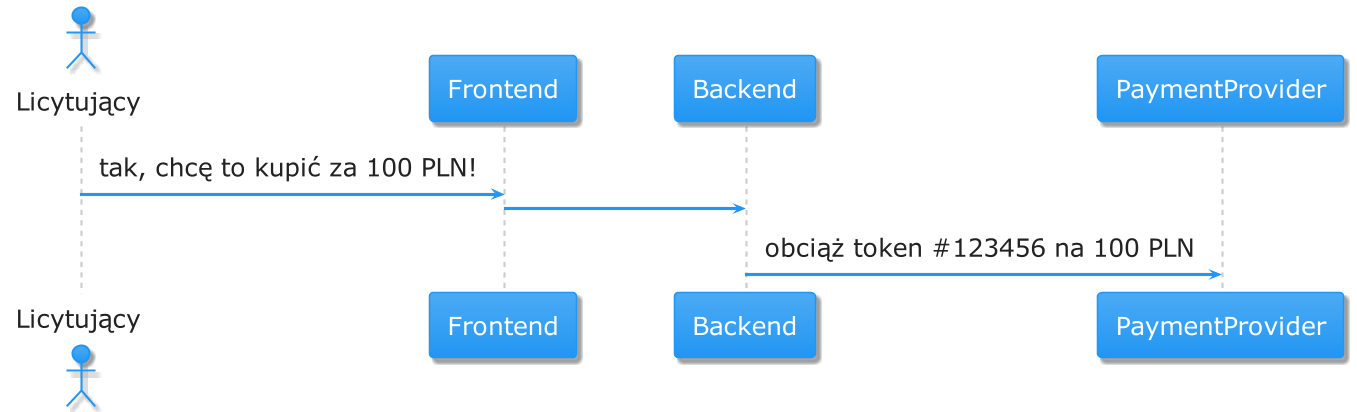 Licytujący
Frontend
Backend
PaymentProvider
tak, chcę to kupić za 100 PLN!
obciąż token #123456 na 100 PLN
Licytujący
Frontend
Backend
PaymentProvider